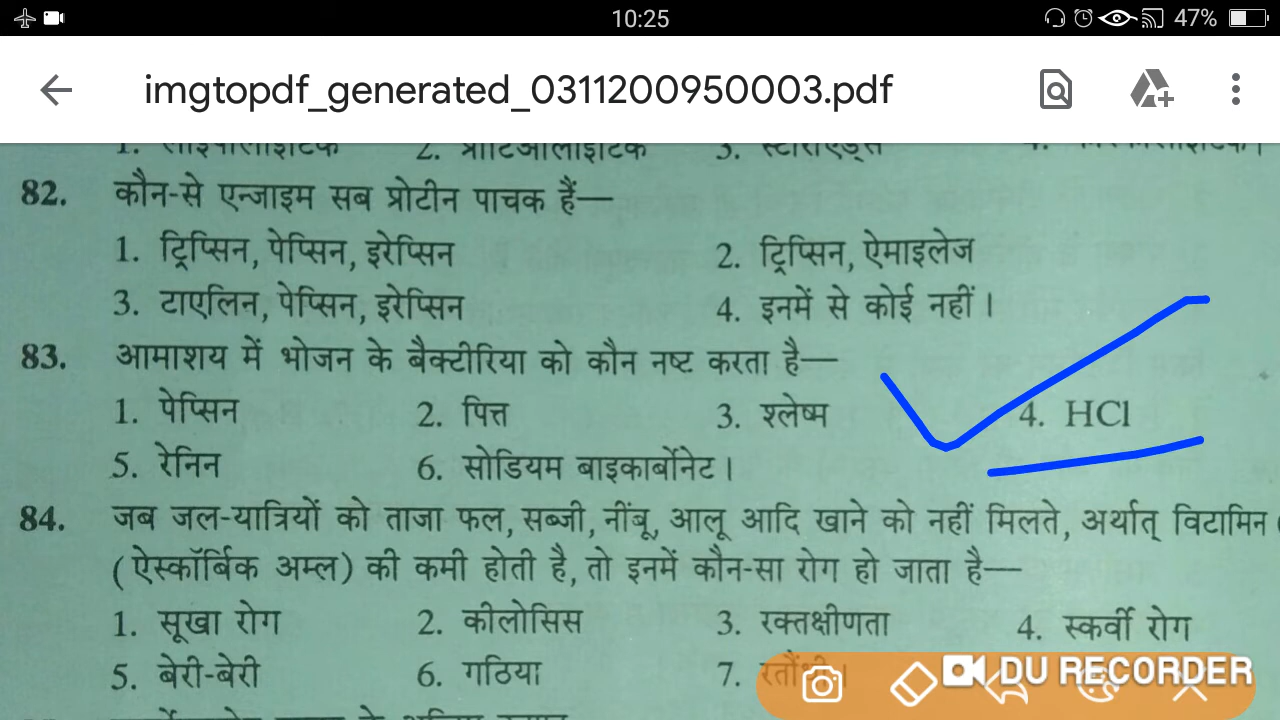 10:25
47%
imgtopdf_generated_0311200950003.pdf
82. कौन-से एन्जाइम सब प्रोटीन पाचक हैं—
1. ट्रिप्सिन, पेप्सिन, इरेप्सिन 2. ट्रिप्सिन, ऐमाइलेज
3. टाएलिन, पेप्सिन, इरेप्सिन 4. इनमें से कोई नहीं।
83. आमाशय में भोजन के बैक्टीरिया को कौन नष्ट करता है—
1. पेप्सिन 2. पित्त 3. श्लेष्म 4. HCl
5. रेनिन 6. सोडियम बाइकार्बोनेट।
84. जब जल-यात्रियों को ताजा फल, सब्जी, नींबू, आलू आदि खाने को नहीं मिलते, अर्थात् विटामिन
(ऐस्कॉर्बिक अम्ल) की कमी होती है, तो इनमें कौन-सा रोग हो जाता है—
1. सूखा रोग 2. कीलोसिस 3. रक्तक्षीणता 4. स्कर्वी रोग
5. बेरी-बेरी 6. गठिया 7.
DU RECORDER